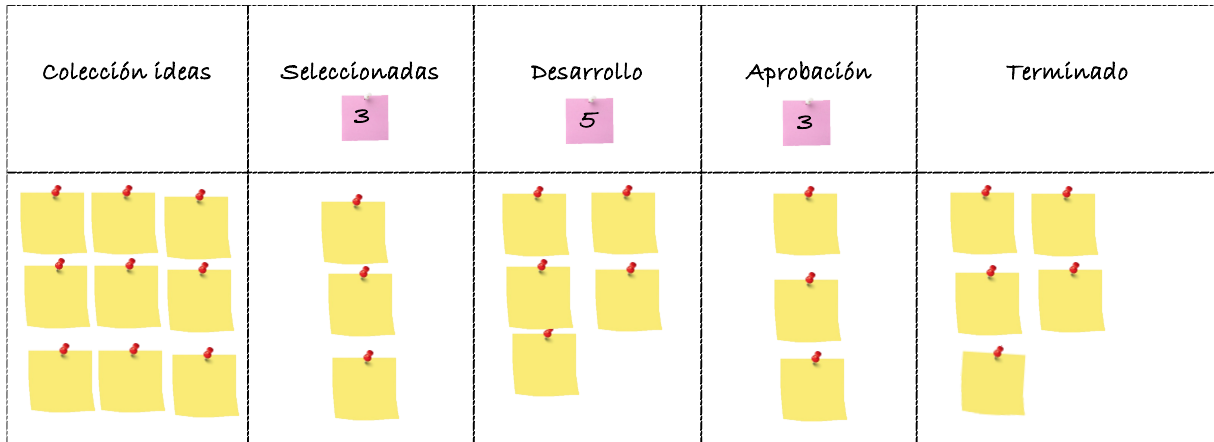 Colección ideas
Seleccionadas
Desarrollo
Aprobación
Terminado
3
5
3